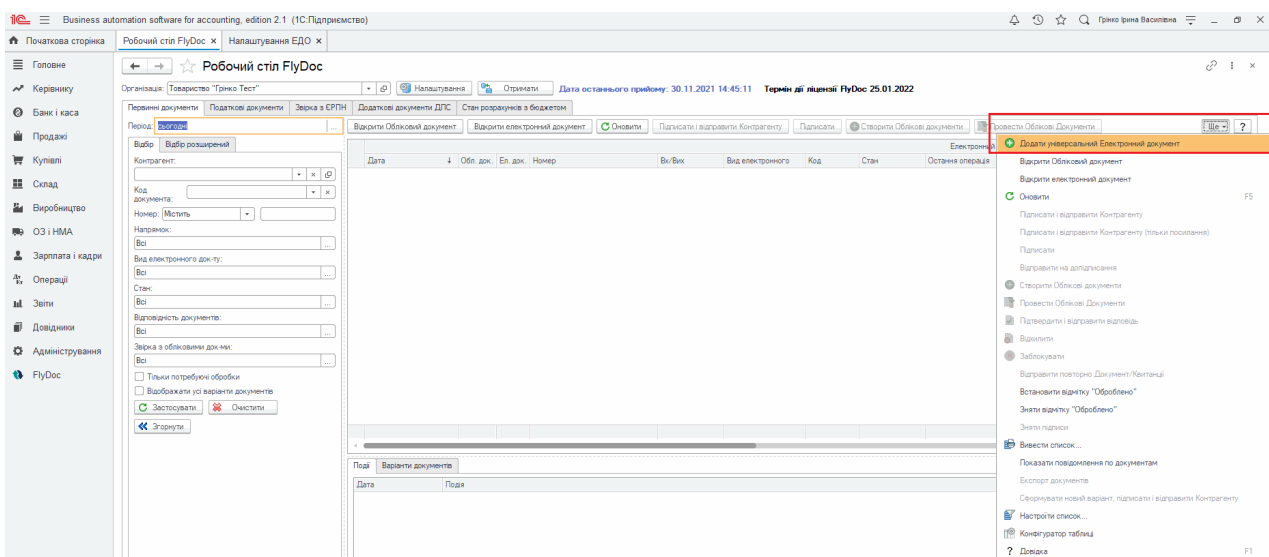 Business automation software for accounting, edition 2.1 (1С:Підприємство)
Грінко Ірина Василівна
Початкова сторінка
Робочий стіл FlyDoc ×
Налаштування ЕДО ×
Головне
Керівнику
Банк і каса
Продажі
Купівлі
Склад
Виробництво
ОЗ і НМА
Зарплата і кадри
Операції
Звіти
Довідники
Адміністрування
FlyDoc
Робочий стіл FlyDoc
Організація: Товариство "Грінко Тест"
Налаштування
Отримати
Дата останнього прийому: 30.11.2021 14:45:11 Термін дії ліцензії FlyDoc 25.01.2022
Первинні документи
Податкові документи
Звірка з ЄРПН
Додаткові документи ДПС
Стан розрахунків з бюджетом
Період: сьогодні ...
Відкрити Обліковий документ
Відкрити електронний документ
Оновити
Підписати і відправити Контрагенту
Підписати
Створити Облікові документи
Провести Облікові Документи
Ще
?
Відбір
Відбір розширений
Контрагент:
Код документа:
Номер: Містить
Напрямок:
Всі
Вид електронного док-ту:
Всі
Стан:
Всі
Відповідність документів:
Всі
Звірка з обліковими док-ми:
Всі
Тільки потребуючі обробки
Відображати усі варіанти документів
Застосувати
Очистити
Згорнути
Електронний
Дата ↓ Обл. док. Ел. док. Номер Вх/Вих Вид електронного Код Стан Остання операція
Події
Варіанти документів
Дата Подія
Додати універсальний Електронний документ
Відкрити Обліковий документ
Відкрити електронний документ
Оновити F5
Підписати і відправити Контрагенту
Підписати і відправити Контрагенту (тільки посилання)
Підписати
Відправити на допідписання
Створити Облікові документи
Провести Облікові Документи
Підтвердити і відправити відповідь
Відхилити
Заблокувати
Відправити повторно Документ/Квитанції
Встановити відмітку "Оброблено"
Зняти відмітку "Оброблено"
Зняти підписи
Вивести список...
Показати повідомлення по документам
Експорт документів
Сформувати новий варіант, підписати і відправити Контрагенту
Настроїти список...
Конфігуратор таблиці
Довідка F1